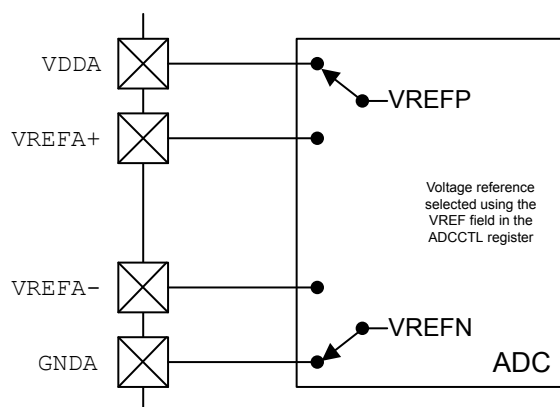 VDDA
VREFP
VREFA+
Voltage reference
selected using the
VREF field in the
ADCCTL register
VREFA-
VREFN
GNDA
ADC